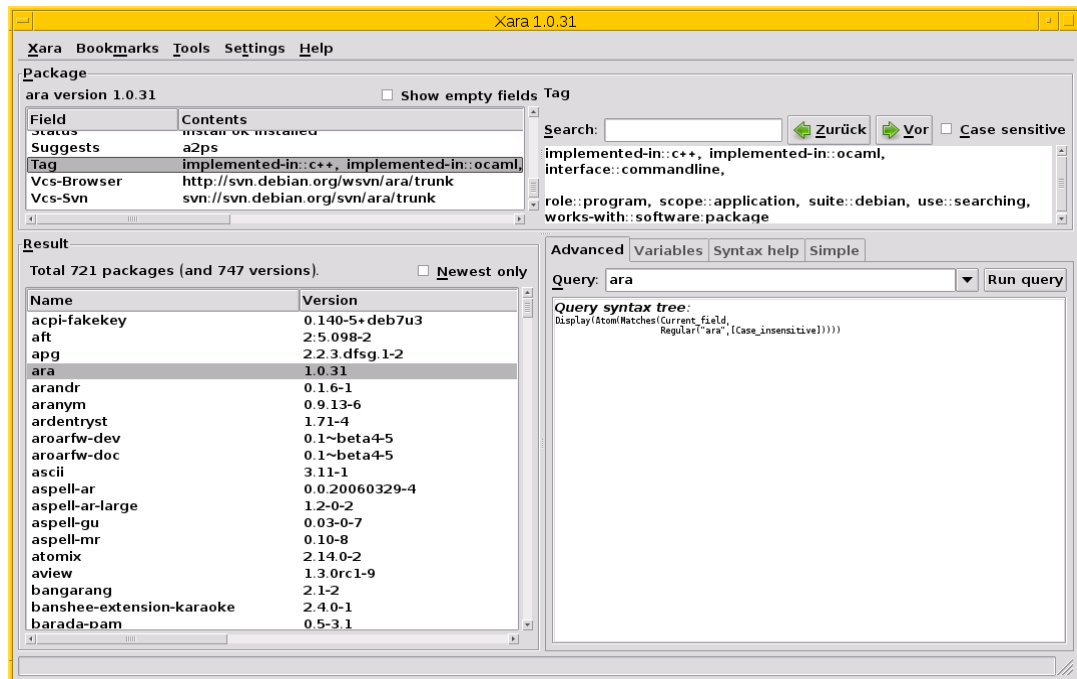 Xara 1.0.31
Xara Bookmarks Tools Settings Help
Package
ara version 1.0.31
Show empty fields
Field Contents
Status install ok installed
Suggests a2ps
Tag implemented-in::c++, implemented-in::ocaml,
Vcs-Browser http://svn.debian.org/wsvn/ara/trunk
Vcs-Svn svn://svn.debian.org/svn/ara/trunk
Tag
Search: Zurück Vor Case sensitive
implemented-in::c++, implemented-in::ocaml,
interface::commandline,
role::program, scope::application, suite::debian, use::searching,
works-with::software:package
Result
Total 721 packages (and 747 versions).
Newest only
Name Version
acpi-fakekey 0.140-5+deb7u3
aft 2:5.098-2
apg 2.2.3.dfsg.1-2
ara 1.0.31
arandr 0.1.6-1
aranym 0.9.13-6
ardentryst 1.71-4
aroarfw-dev 0.1~beta4-5
aroarfw-doc 0.1~beta4-5
ascii 3.11-1
aspell-ar 0.0.20060329-4
aspell-ar-large 1.2-0-2
aspell-gu 0.03-0-7
aspell-mr 0.10-8
atomix 2.14.0-2
aview 1.3.0rc1-9
bangarang 2.1-2
banshee-extension-karaoke 2.4.0-1
barada-pam 0.5-3.1
Advanced Variables Syntax help Simple
Query: ara Run query
Query syntax tree:
Display(Atom(Matches(Current_field,
Regular("ara",[Case_insensitive]))))